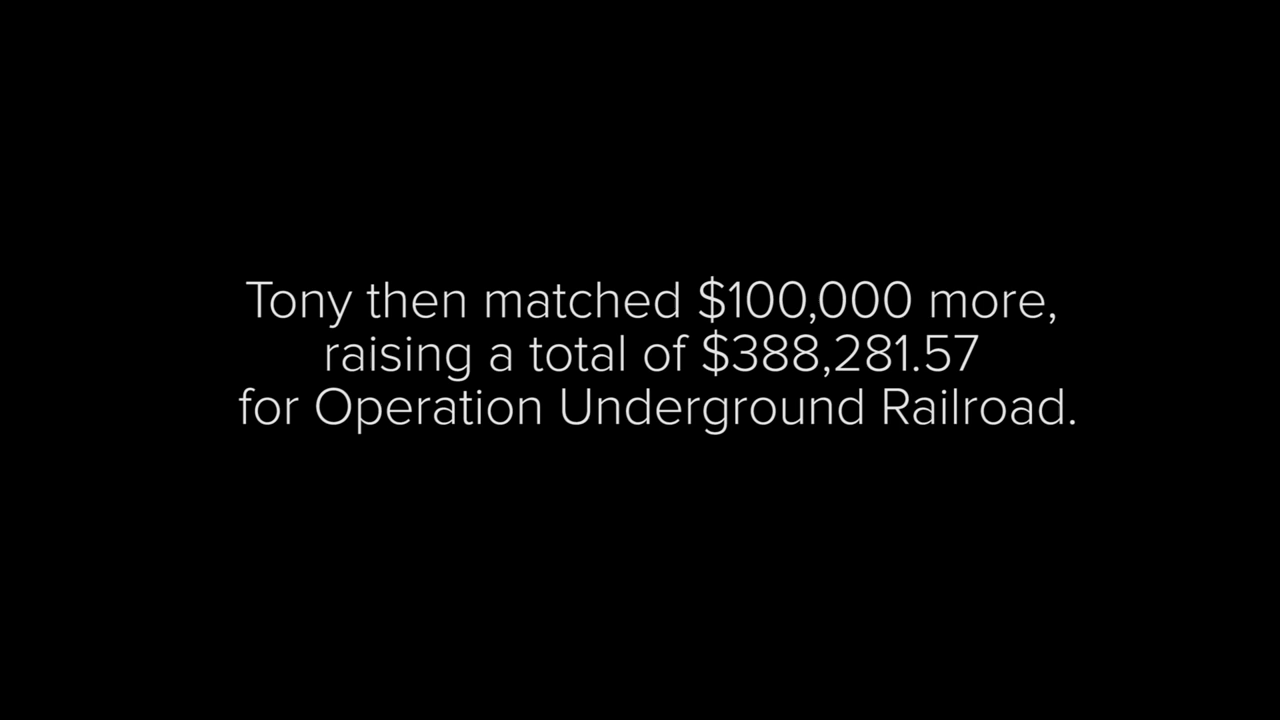 Tony then matched $100,000 more,
raising a total of $388,281.57
for Operation Underground Railroad.